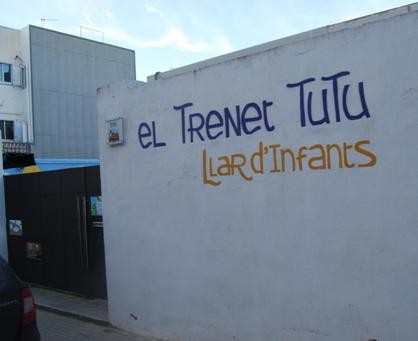 EL TRENET TUTU
LLAR d'INFANTS